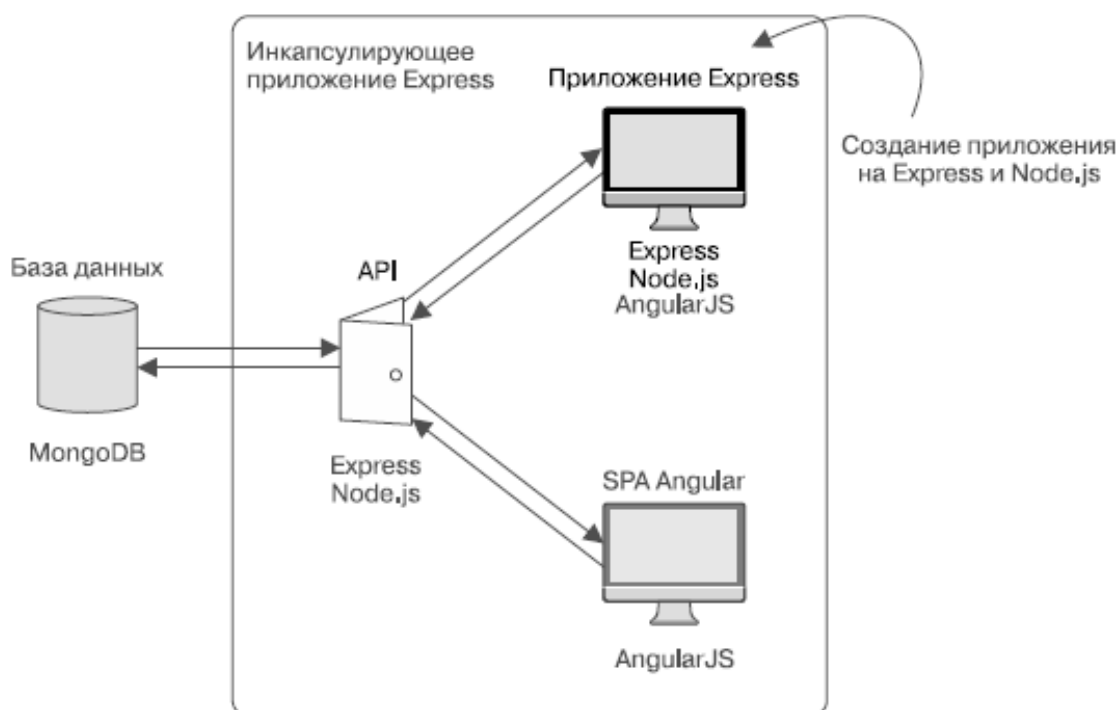 Инкапсулирующее
приложение Express
Приложение Express
Создание приложения
на Express и Node.js
Express
Node.js
AngularJS
База данных
API
MongoDB
Express
Node.js
SPA Angular
AngularJS